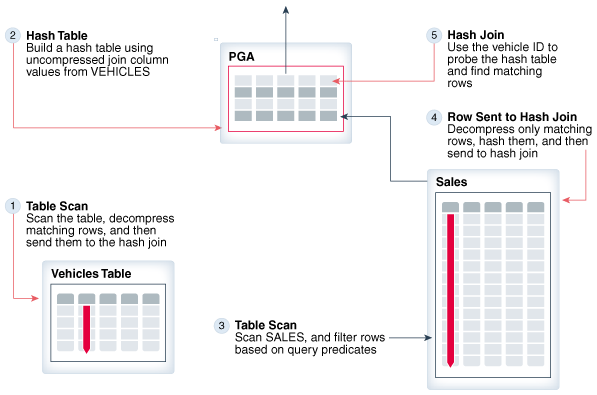 2 Hash Table
Build a hash table using
uncompressed join column
values from VEHICLES
PGA
5 Hash Join
Use the vehicle ID to
probe the hash table
and find matching
rows
4 Row Sent to Hash Join
Decompress only matching
rows, hash them, and then
send to hash join
Sales
1 Table Scan
Scan the table, decompress
matching rows, and then
send them to the hash join
Vehicles Table
3 Table Scan
Scan SALES, and filter rows
based on query predicates